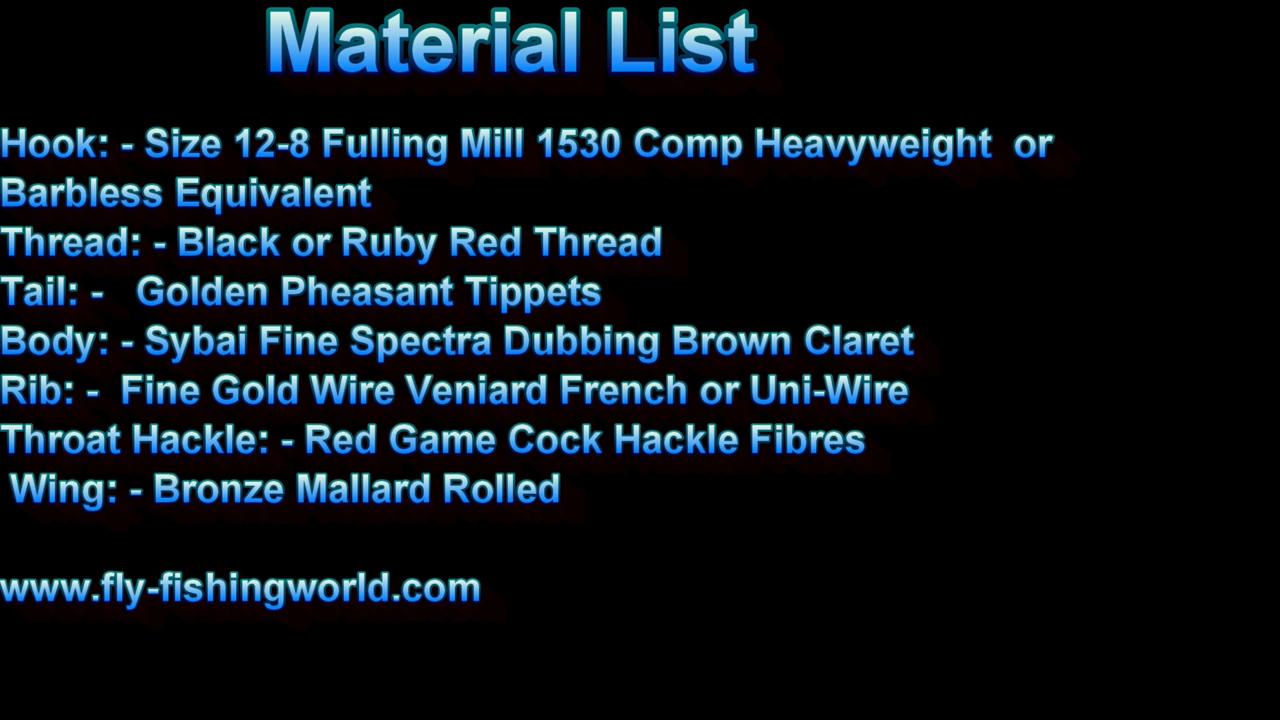 Material List
Hook: - Size 12-8 Fulling Mill 1530 Comp Heavyweight  or
Barbless Equivalent
Thread: - Black or Ruby Red Thread
Tail: -   Golden Pheasant Tippets
Body: - Sybai Fine Spectra Dubbing Brown Claret
Rib: -  Fine Gold Wire Veniard French or Uni-Wire
Throat Hackle: - Red Game Cock Hackle Fibres
Wing: - Bronze Mallard Rolled
www.fly-fishingworld.com